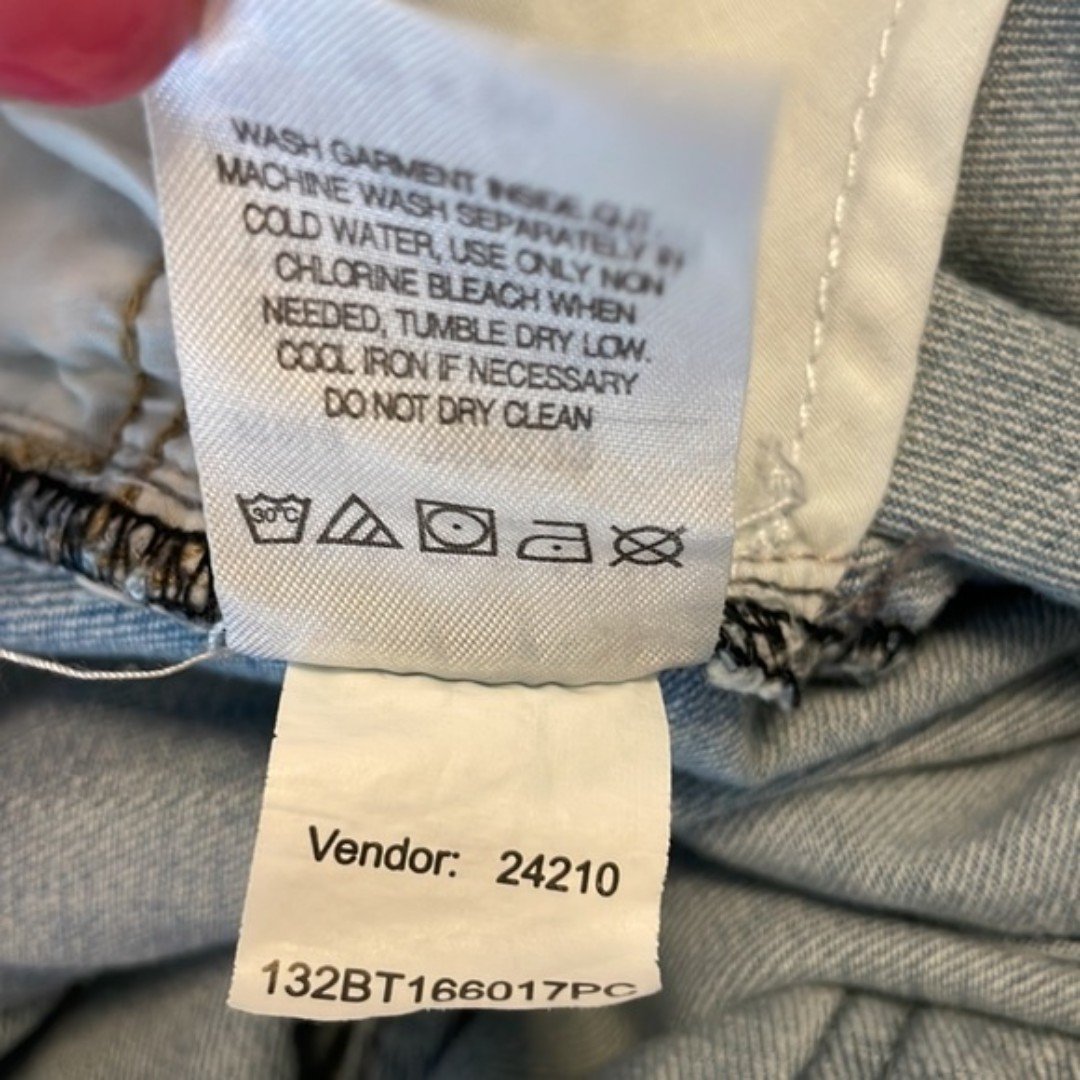 WASH GARMENT INSIDE OUT.
MACHINE WASH SEPARATELY IN
COLD WATER, USE ONLY NON
CHLORINE BLEACH WHEN
NEEDED, TUMBLE DRY LOW.
COOL IRON IF NECESSARY
DO NOT DRY CLEAN
30°C
Vendor: 24210
132BT166017PC